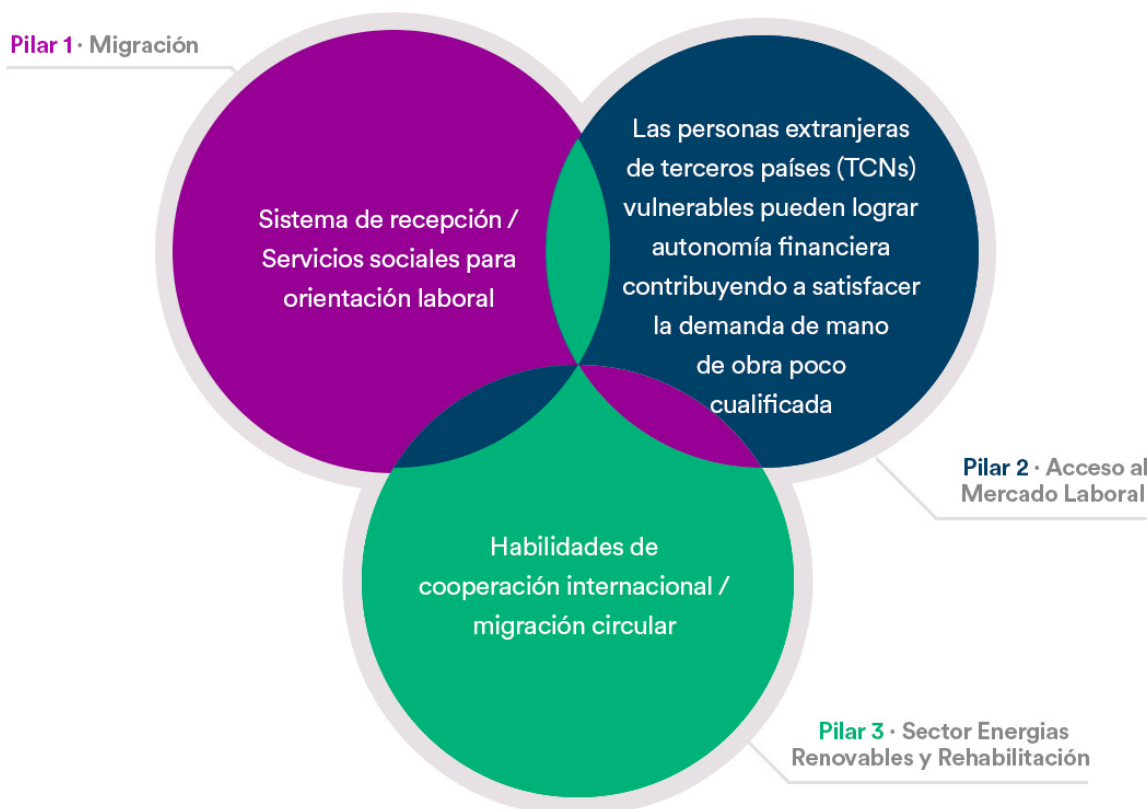 Pilar 1 · Migración
Sistema de recepción /
Servicios sociales para
orientación laboral
Las personas extranjeras
de terceros países (TCNs)
vulnerables pueden lograr
autonomía financiera
contribuyendo a satisfacer
la demanda de mano
de obra poco
cualificada
Pilar 2 · Acceso al
Mercado Laboral
Habilidades de
cooperación internacional /
migración circular
Pilar 3 · Sector Energias
Renovables y Rehabilitación